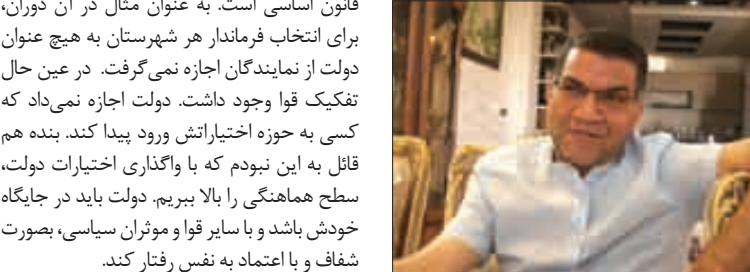 قانون اساسی است. به عنوان مثال در آن دوران،
برای انتخاب فرماندار هر شهرستان به هیچ عنوان
دولت از نمایندگان اجازه نمی‌گرفت. در عین حال
تفکیک قوا وجود داشت. دولت اجازه نمی‌داد که
کسی به حوزه اختیاراتش ورود پیدا کند. بنده هم
قائل به این نبودم که با واگذاری اختیارات دولت،
سطح هماهنگی را بالا ببریم. دولت باید در جایگاه
خودش باشد و با سایر قوا و موثران سیاسی، بصورت
شفاف و با اعتماد به نفس رفتار کند.